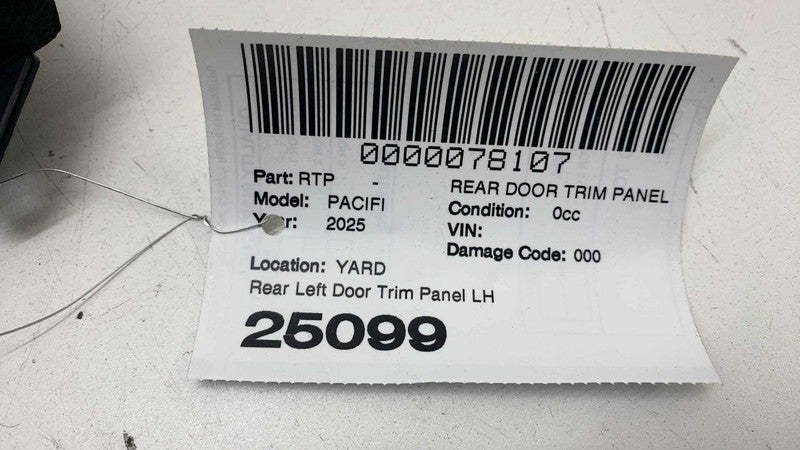 0000078107
Part: RTP - REAR DOOR TRIM PANEL
Model: PACIFI Condition: 0cc
Year: 2025 VIN:
Damage Code: 000
Location: YARD
Rear Left Door Trim Panel LH
25099